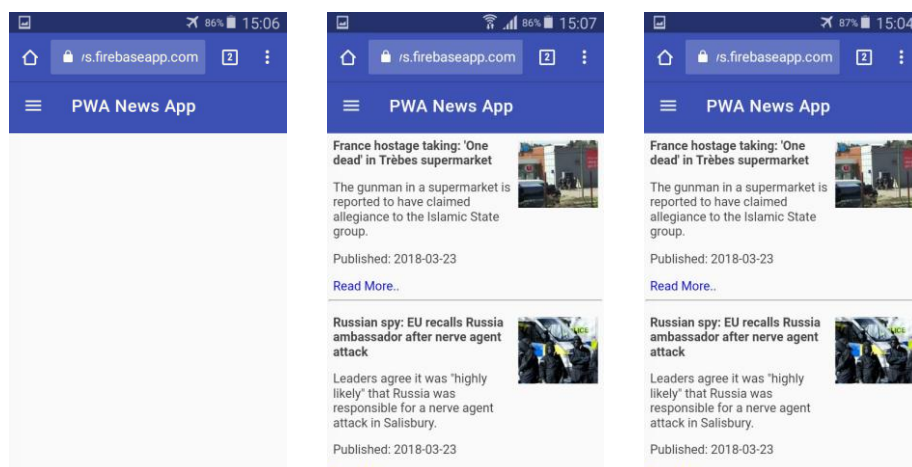 86% 15:06
/s.firebaseapp.com 2
PWA News App
86% 15:07
/s.firebaseapp.com 2
PWA News App
France hostage taking: 'One
dead' in Trèbes supermarket
The gunman in a supermarket is
reported to have claimed
allegiance to the Islamic State
group.
Published: 2018-03-23
Read More..
Russian spy: EU recalls Russia
ambassador after nerve agent
attack
Leaders agree it was "highly
likely" that Russia was
responsible for a nerve agent
attack in Salisbury.
Published: 2018-03-23
87% 15:04
/s.firebaseapp.com 2
PWA News App
France hostage taking: 'One
dead' in Trèbes supermarket
The gunman in a supermarket is
reported to have claimed
allegiance to the Islamic State
group.
Published: 2018-03-23
Read More..
Russian spy: EU recalls Russia
ambassador after nerve agent
attack
Leaders agree it was "highly
likely" that Russia was
responsible for a nerve agent
attack in Salisbury.
Published: 2018-03-23